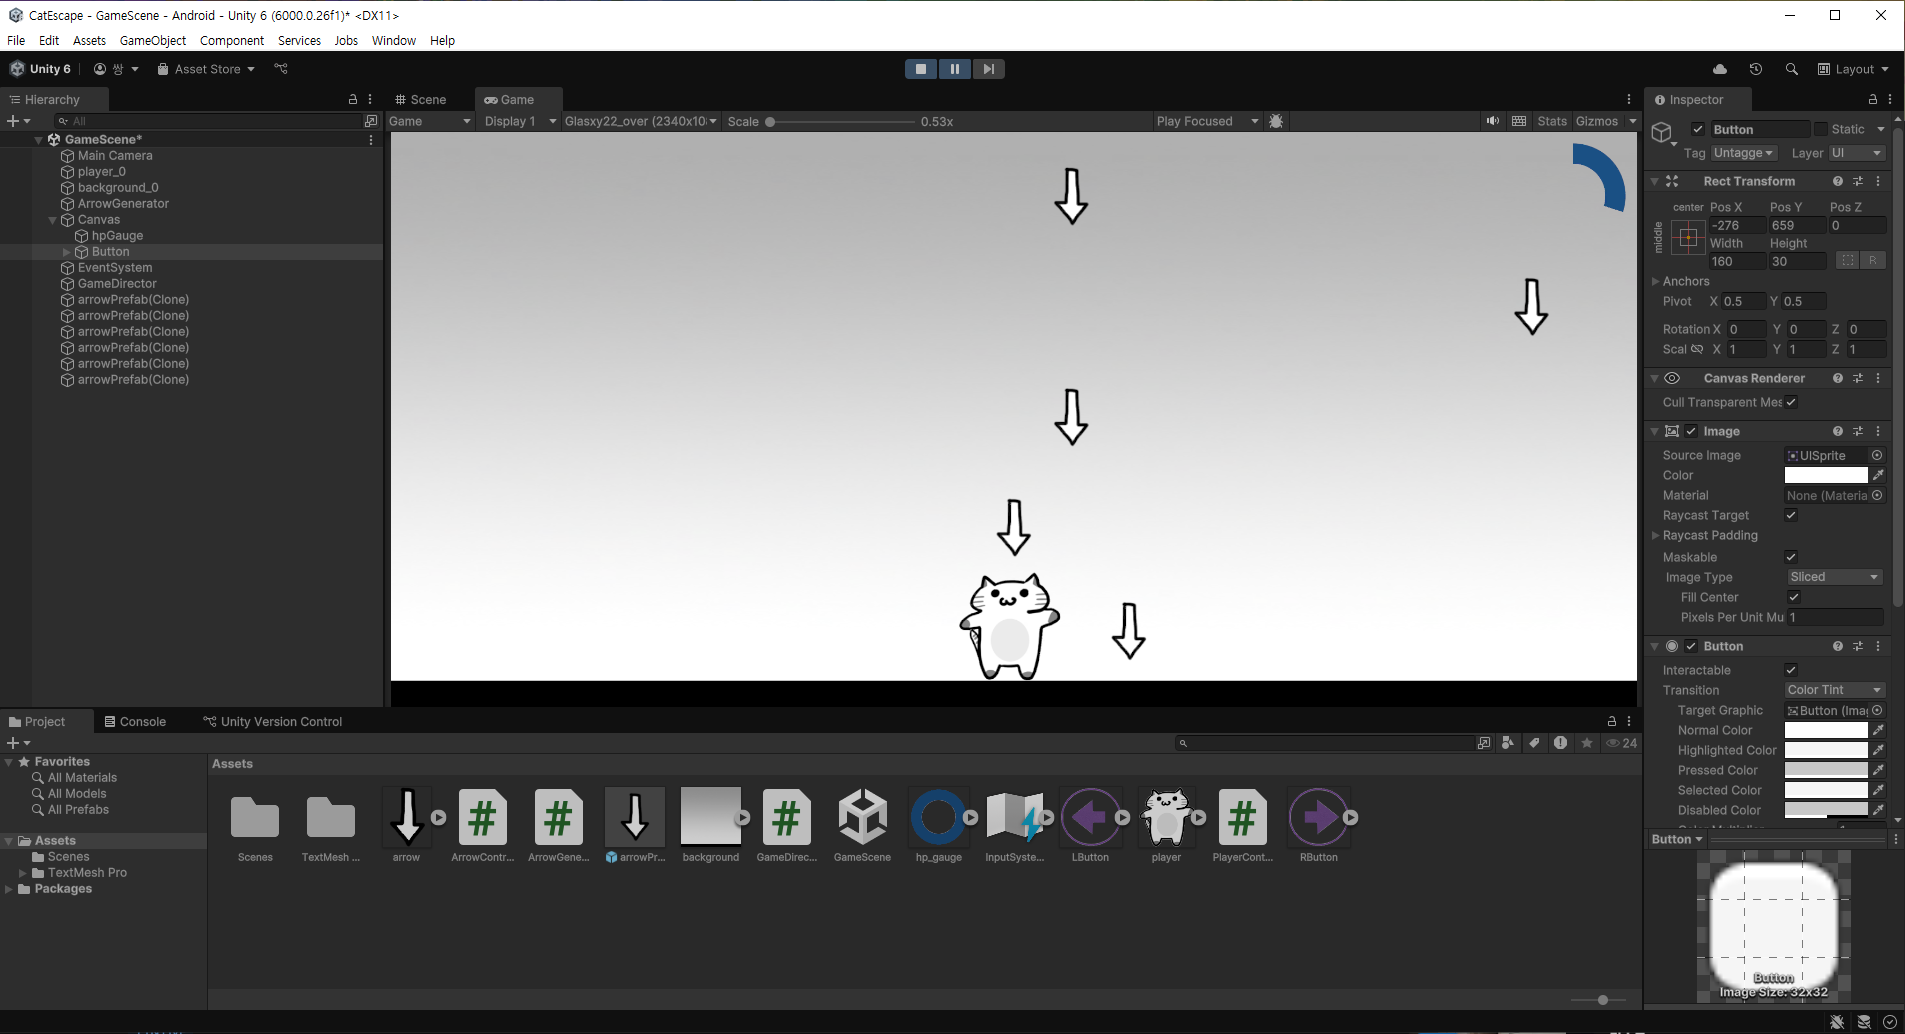 CatEscape - GameScene - Android - Unity 6 (6000.0.26f1)* <DX11>
File Edit Assets GameObject Component Services Jobs Window Help
Unity 6 쌍 Asset Store Layout
Hierarchy
All
GameScene*
Main Camera
player_0
background_0
ArrowGenerator
Canvas
hpGauge
Button
EventSystem
GameDirector
arrowPrefab(Clone)
arrowPrefab(Clone)
arrowPrefab(Clone)
arrowPrefab(Clone)
arrowPrefab(Clone)
arrowPrefab(Clone)
Scene Game
Game Display 1 Glasxy22_over (2340x10 Scale 0.53x Play Focused Stats Gizmos
Inspector
Button Static
Tag Untagge Layer UI
Rect Transform
center Pos X Pos Y Pos Z
middle
-276 659 0
Width Height
160 30 R
Anchors
Pivot X 0.5 Y 0.5
Rotation X 0 Y 0 Z 0
Scal X 1 Y 1 Z 1
Canvas Renderer
Cull Transparent Mes
Image
Source Image UISprite
Color
Material None (Materia
Raycast Target
Raycast Padding
Maskable
Image Type Sliced
Fill Center
Pixels Per Unit Mu 1
Button
Interactable
Transition Color Tint
Target Graphic Button (Imag
Normal Color
Highlighted Color
Pressed Color
Selected Color
Disabled Color
Button
Button
Image Size: 32x32
Project Console Unity Version Control
24
Favorites
All Materials
All Models
All Prefabs
Assets
Scenes
TextMesh Pro
Packages
Assets
Scenes TextMesh ... arrow ArrowContr... ArrowGene... arrowPr... background GameDirec... GameScene hp_gauge InputSyste... LButton player PlayerCont... RButton